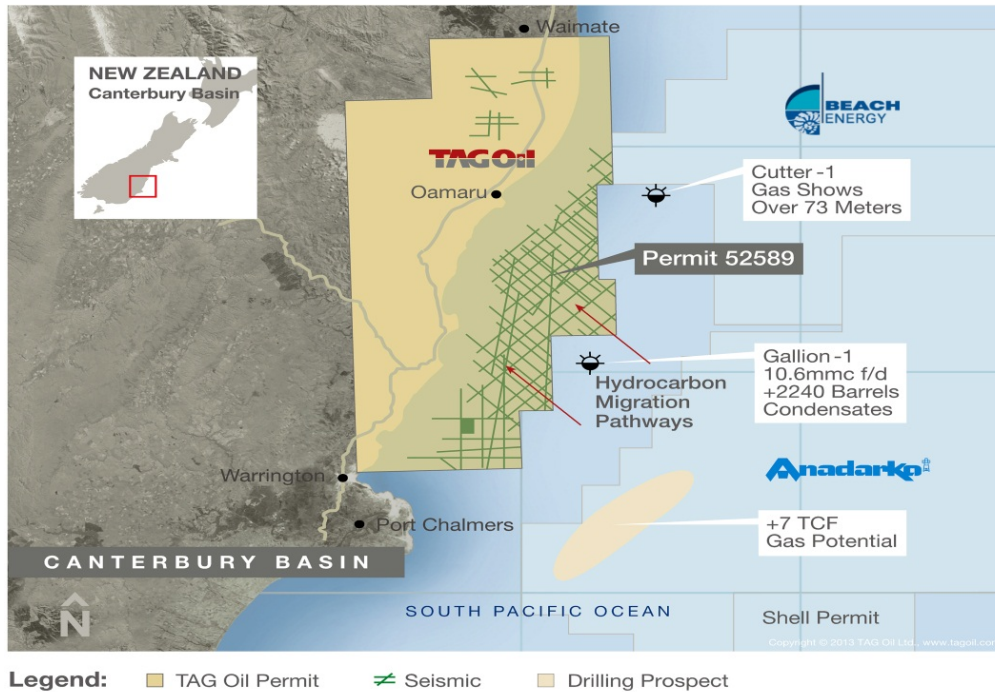 Waimate
NEW ZEALAND
Canterbury Basin
BEACH
ENERGY
TAG Oil
Cutter -1
Gas Shows
Over 73 Meters
Oamaru
Permit 52589
Gallion -1
10.6mmc f/d
+2240 Barrels
Condensates
Hydrocarbon
Migration
Pathways
Anadarko
Warrington
+7 TCF
Gas Potential
Port Chalmers
CANTERBURY BASIN
N
SOUTH PACIFIC OCEAN
Shell Permit
Copyright © 2013 TAG Oil Ltd., www.tagoil.com
Legend: TAG Oil Permit Seismic Drilling Prospect